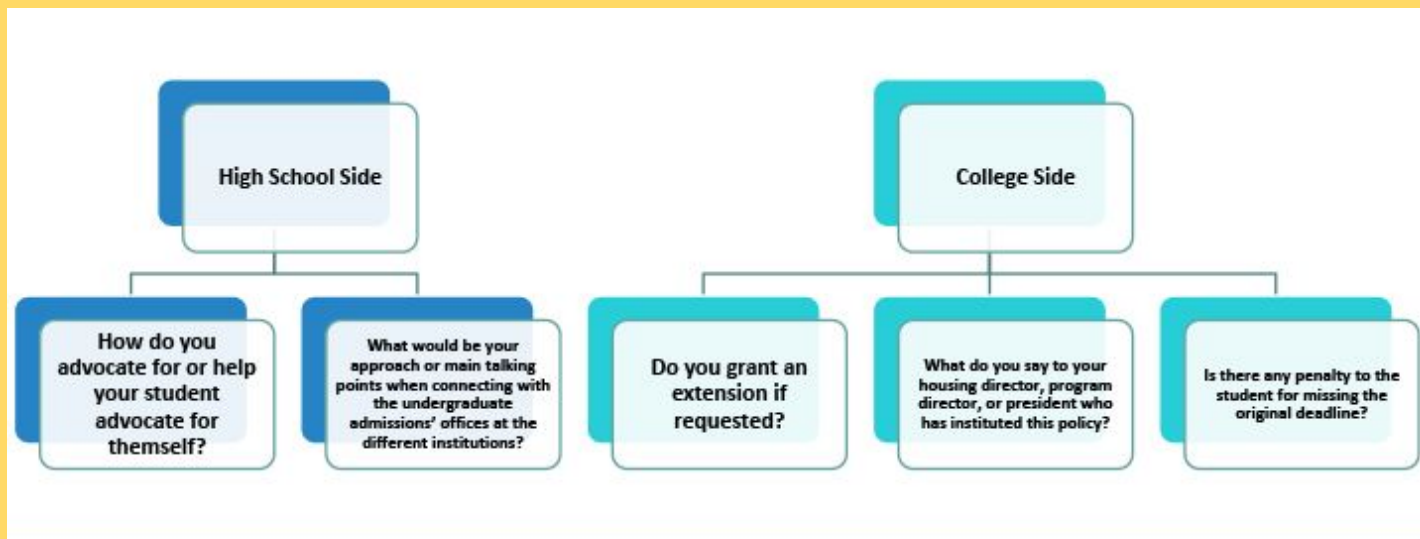 High School Side
College Side
How do you
advocate for or help
your student
advocate for
themself?
What would be your
approach or main talking
points when connecting with
the undergraduate
admissions' offices at the
different institutions?
Do you grant an
extension if
requested?
What do you say to your
housing director, program
director, or president who
has instituted this policy?
Is there any penalty to the
student for missing the
original deadline?